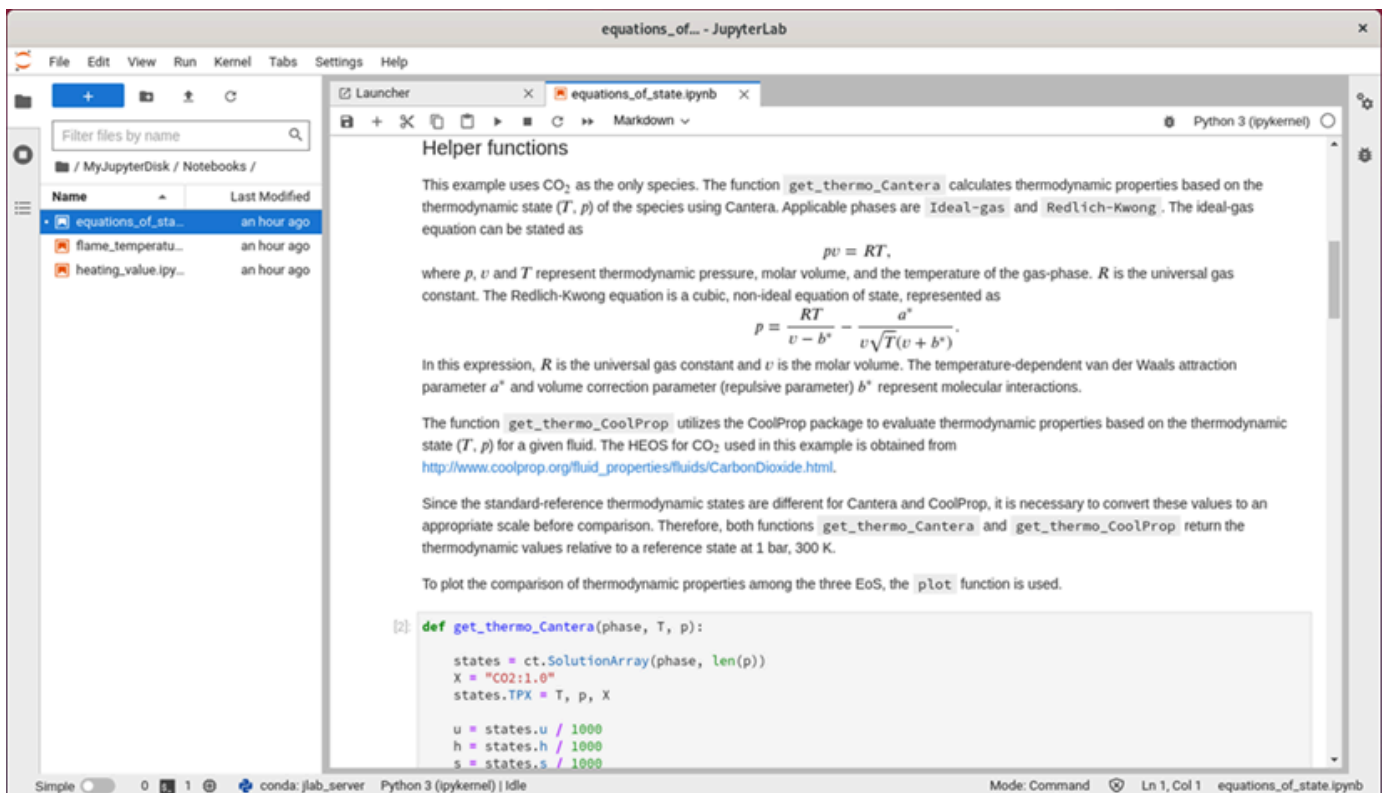 equations_of... - JupyterLab
File Edit View Run Kernel Tabs Settings Help
+
Filter files by name
/ MyJupyterDisk / Notebooks /
Name Last Modified
equations_of_sta... an hour ago
flame_temperatu... an hour ago
heating_value.ipy... an hour ago
Launcher
equations_of_state.ipynb
Markdown
Python 3 (ipykernel)
Helper functions
This example uses CO₂ as the only species. The function get_thermo_Cantera calculates thermodynamic properties based on the
thermodynamic state (T, p) of the species using Cantera. Applicable phases are Ideal-gas and Redlich-Kwong . The ideal-gas
equation can be stated as
pv = RT,
where p, v and T represent thermodynamic pressure, molar volume, and the temperature of the gas-phase. R is the universal gas
constant. The Redlich-Kwong equation is a cubic, non-ideal equation of state, represented as
p = RT / (v − b*) − a* / (v√T(v + b*)).
In this expression, R is the universal gas constant and v is the molar volume. The temperature-dependent van der Waals attraction
parameter a* and volume correction parameter (repulsive parameter) b* represent molecular interactions.
The function get_thermo_CoolProp utilizes the CoolProp package to evaluate thermodynamic properties based on the thermodynamic
state (T, p) for a given fluid. The HEOS for CO₂ used in this example is obtained from
http://www.coolprop.org/fluid_properties/fluids/CarbonDioxide.html.
Since the standard-reference thermodynamic states are different for Cantera and CoolProp, it is necessary to convert these values to an
appropriate scale before comparison. Therefore, both functions get_thermo_Cantera and get_thermo_CoolProp return the
thermodynamic values relative to a reference state at 1 bar, 300 K.
To plot the comparison of thermodynamic properties among the three EoS, the plot function is used.
[2]: def get_thermo_Cantera(phase, T, p):
states = ct.SolutionArray(phase, len(p))
X = "CO2:1.0"
states.TPX = T, p, X
u = states.u / 1000
h = states.h / 1000
s = states.s / 1000
Simple 0 1 conda: jlab_server Python 3 (ipykernel) | Idle Mode: Command Ln 1, Col 1 equations_of_state.ipynb